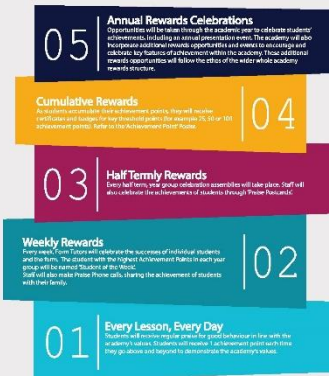 05
Annual Rewards Celebrations
Opportunities will be taken through the academic year to celebrate students'
achievements. Including an annual presentation event. The academy will also
incorporate additional rewards opportunities and events to encourage and
celebrate key features of achievement within the academy. These additional
rewards opportunities will follow the ethos of the wider whole academy
rewards structure.
Cumulative Rewards
As students accumulate their achievement points, they will receive
certificates and badges for key threshold points (for example 25, 50 or 100
achievement points). Refer to the 'Achievement Point' Poster.
04
03
Half Termly Rewards
Every half term, year group celebration assemblies will take place. Staff will
also celebrate the achievements of students through 'Praise Postcards'.
Weekly Rewards
Every week, Form Tutors will celebrate the successes of individual students
and the form. The student with the highest Achievement Points in each year
group will be named 'Student of the Week'.
Staff will also make Praise Phone calls, sharing the achievement of students
with their family.
02
01
Every Lesson, Every Day
Students will receive regular praise for good behaviour in line with the
academy's values. Students will receive 1 achievement point each time
they go above and beyond to demonstrate the academy's values.